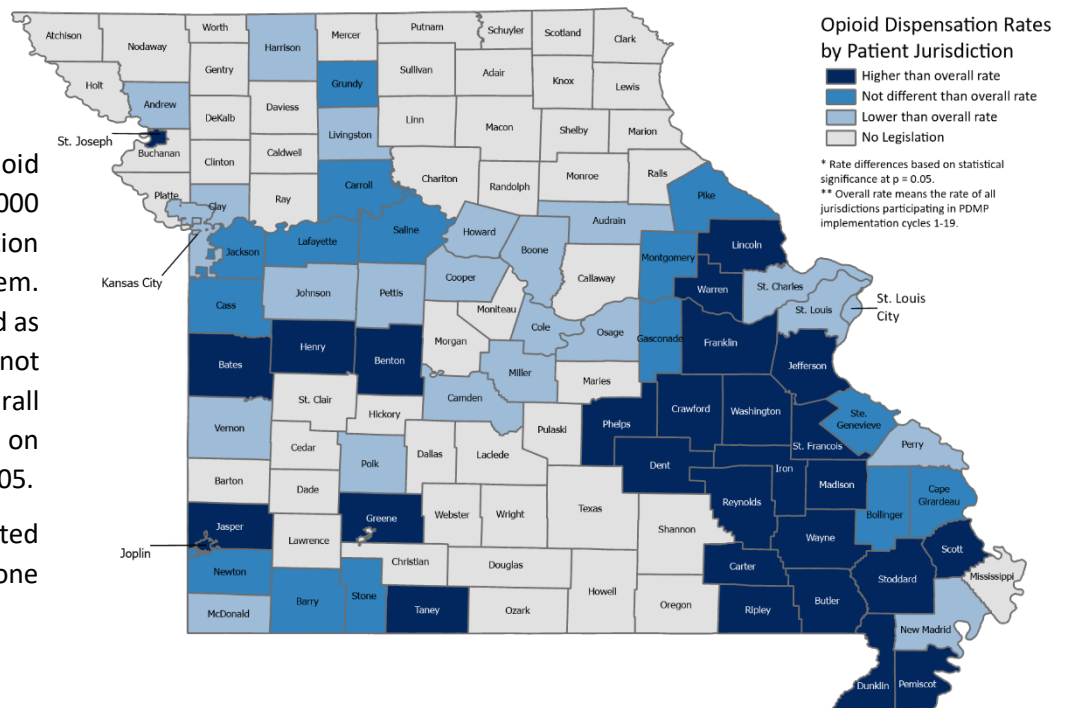 Opioid Dispensation Rates
by Patient Jurisdiction
Higher than overall rate
Not different than overall rate
Lower than overall rate
No Legislation
* Rate differences based on statistical
significance at p = 0.05.
** Overall rate means the rate of all
jurisdictions participating in PDMP
implementation cycles 1-19.
oid
000
tion
em.
d as
not
rall
on
05.
ted
one
Atchison
Nodaway
Worth
Harrison
Mercer
Putnam
Schuyler
Scotland
Clark
Holt
Gentry
Sullivan
Adair
Knox
Lewis
Andrew
Grundy
DeKalb
Daviess
Linn
Macon
Shelby
Marion
Livingston
St. Joseph
Buchanan
Clinton
Caldwell
Chariton
Randolph
Monroe
Ralls
Platte
Clay
Ray
Carroll
Pike
Audrain
Howard
Boone
Saline
Lafayette
Jackson
Kansas City
Lincoln
Montgomery
Callaway
Warren
St. Charles
St. Louis
St. Louis
City
Cass
Johnson
Pettis
Cooper
Moniteau
Cole
Osage
Gasconade
Franklin
Jefferson
Bates
Henry
Benton
Morgan
Miller
Maries
Camden
St. Clair
Hickory
Pulaski
Phelps
Crawford
Washington
Ste.
Genevieve
St. Francois
Perry
Vernon
Cedar
Polk
Dallas
Laclede
Dent
Iron
Madison
Reynolds
Bollinger
Cape
Girardeau
Barton
Dade
Greene
Webster
Wright
Texas
Shannon
Wayne
Scott
Mississippi
Jasper
Joplin
Lawrence
Christian
Douglas
Howell
Carter
Stoddard
Newton
Barry
Stone
Taney
Ozark
Oregon
Ripley
Butler
McDonald
New Madrid
Dunklin
Pemiscot